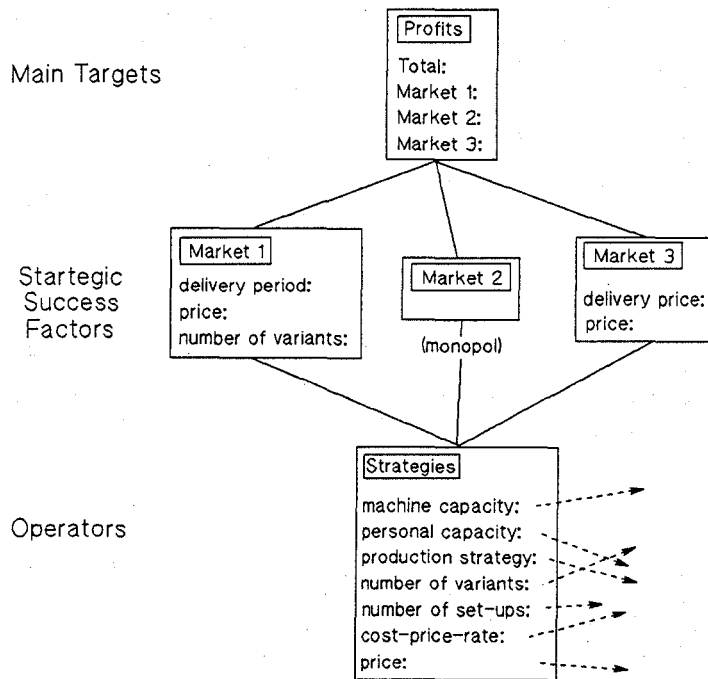 Profits
Main Targets
Total:
Market 1:
Market 2:
Market 3:
Market 1
delivery period:
price:
number of variants:
Market 2
(monopol)
Market 3
delivery price:
price:
Startegic
Success
Factors
Strategies
Operators
machine capacity:
personal capacity:
production strategy:
number of variants:
number of set-ups:
cost-price-rate:
price: